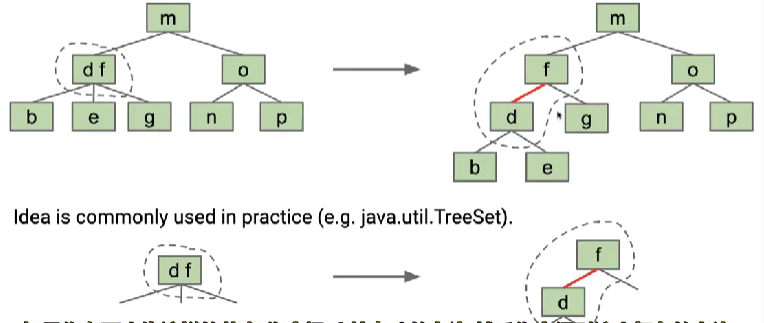 m
m
d f
o
f
o
b
e
g
n
p
d
g
n
p
b
e
Idea is commonly used in practice (e.g. java.util.TreeSet).
d f
f
d